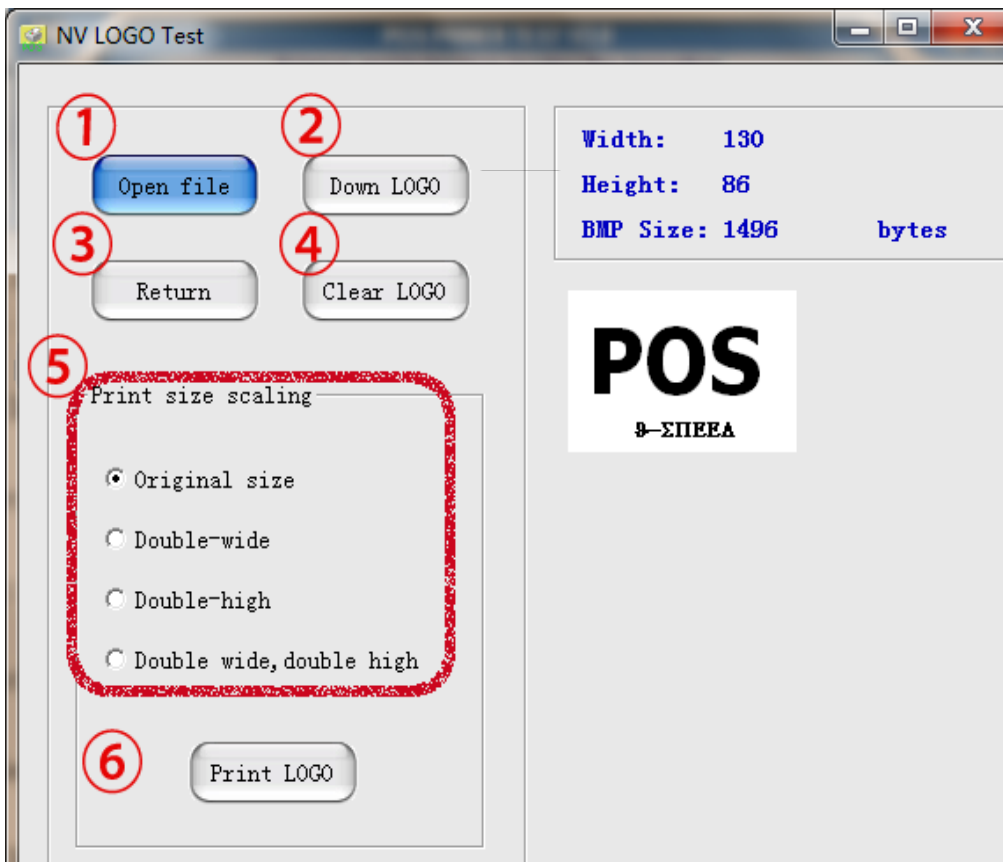 NV LOGO Test
① ②
Open file Down LOGO
③ ④
Return Clear LOGO
⑤
Print size scaling
Original size
Double-wide
Double-high
Double wide,double high
⑥
Print LOGO
Width: 130
Height: 86
BMP Size: 1496 bytes
POS
9-ΣΠΕΕΔ